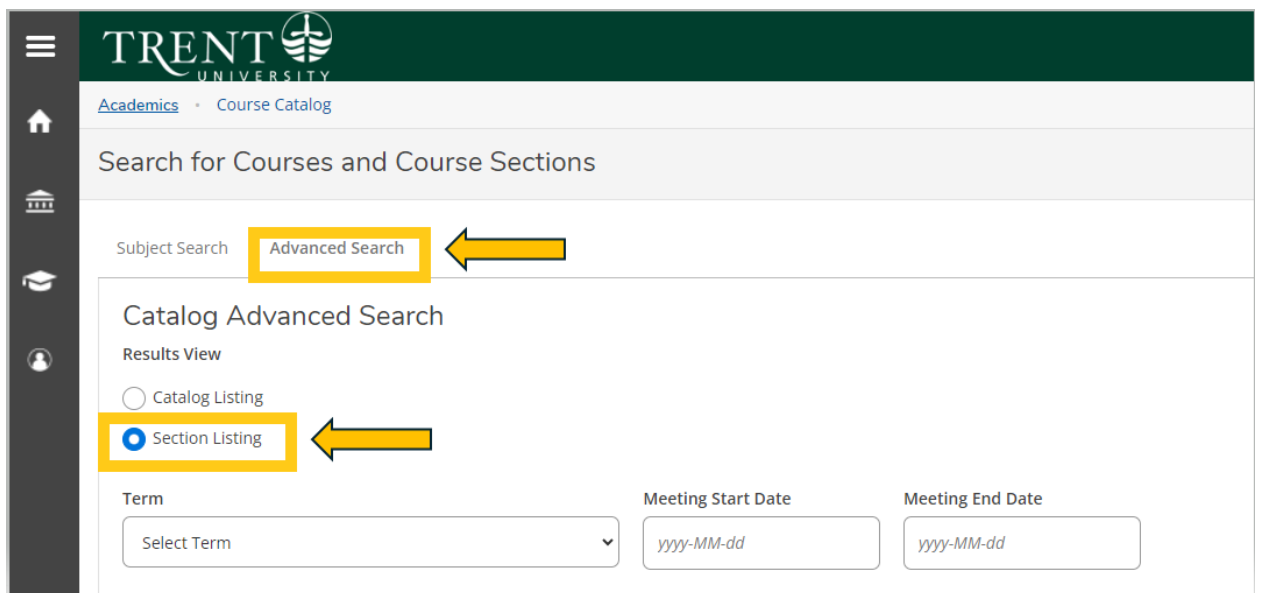 TRENT
UNIVERSITY
Academics • Course Catalog
Search for Courses and Course Sections
Subject Search Advanced Search
Catalog Advanced Search
Results View
Catalog Listing
Section Listing
Term Meeting Start Date Meeting End Date
Select Term yyyy-MM-dd yyyy-MM-dd